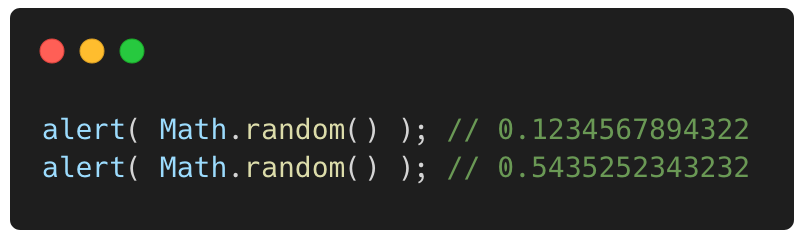 alert( Math.random() ); // 0.1234567894322
alert( Math.random() ); // 0.5435252343232